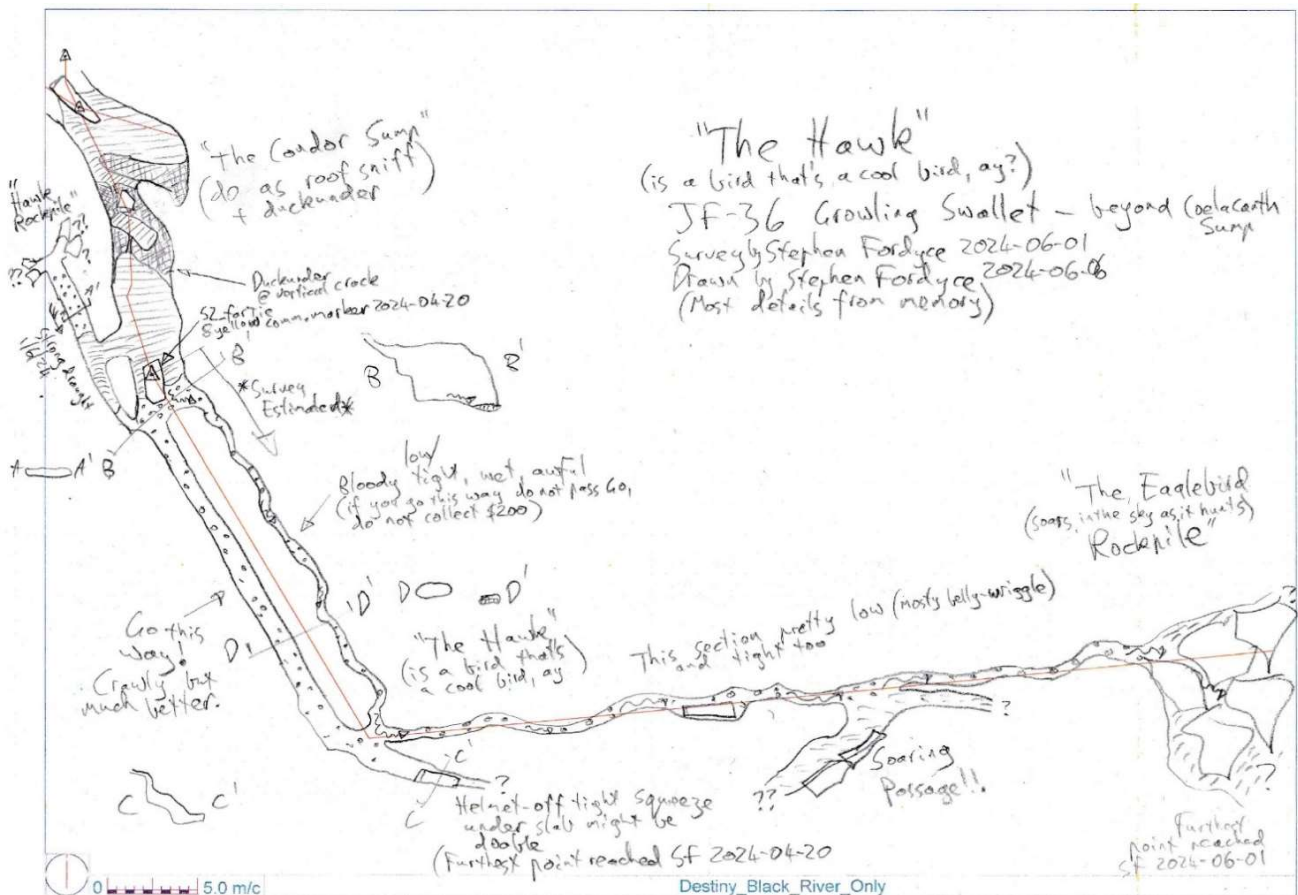 "The Condor Sump"
(do as roof sniff)
+ duckunder
"The Hawk"
(is a bird that's a cool bird, ay?)
JF-36 Growling Swallet - beyond Coelacanth
Sump
Survey by Stephen Fordyce 2024-06-01
Drawn by Stephen Fordyce 2024-06-06
(Most details from memory)
"Hawk
Rockpile"
??
?
??
A'
A
Strong draught
Duckunder
@ vertical crack
& yellow comm. marker 2024-04-20
B'
B
B'
B
*Survey
Estimated*
A A'
low/
Bloody tight, wet, awful
(if you go this way do not pass Go,
do not collect $200)
"The Eaglebird
(soars in the sky as it hunts)
Rockpile"
Go this
way!
Crawly but
much better.
D
D'
D D'
"The Hawk"
(is a bird that's
a cool bird, ay
This section pretty low (mostly belly-wriggle)
and tight too
?
?
?
C'
C
?
C C'
??
Soaring
Passage!!
?
Helmet-off tight squeeze
under slab might be
dooble
(Furthest point reached SF 2024-04-20
Furthest
point reached
SF 2024-06-01
0 5.0 m/c
Destiny_Black_River_Only